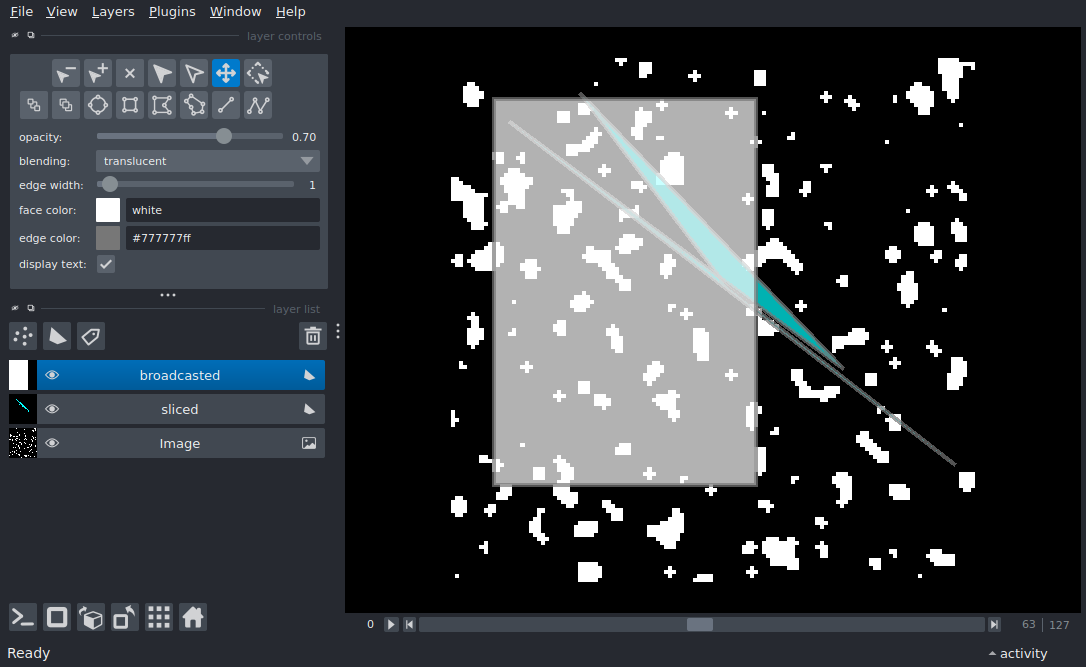 File View Layers Plugins Window Help
layer controls
opacity: 0.70
blending: translucent
edge width: 1
face color: white
edge color: #777777ff
display text:
layer list
broadcasted
sliced
Image
0 63 127
Ready activity